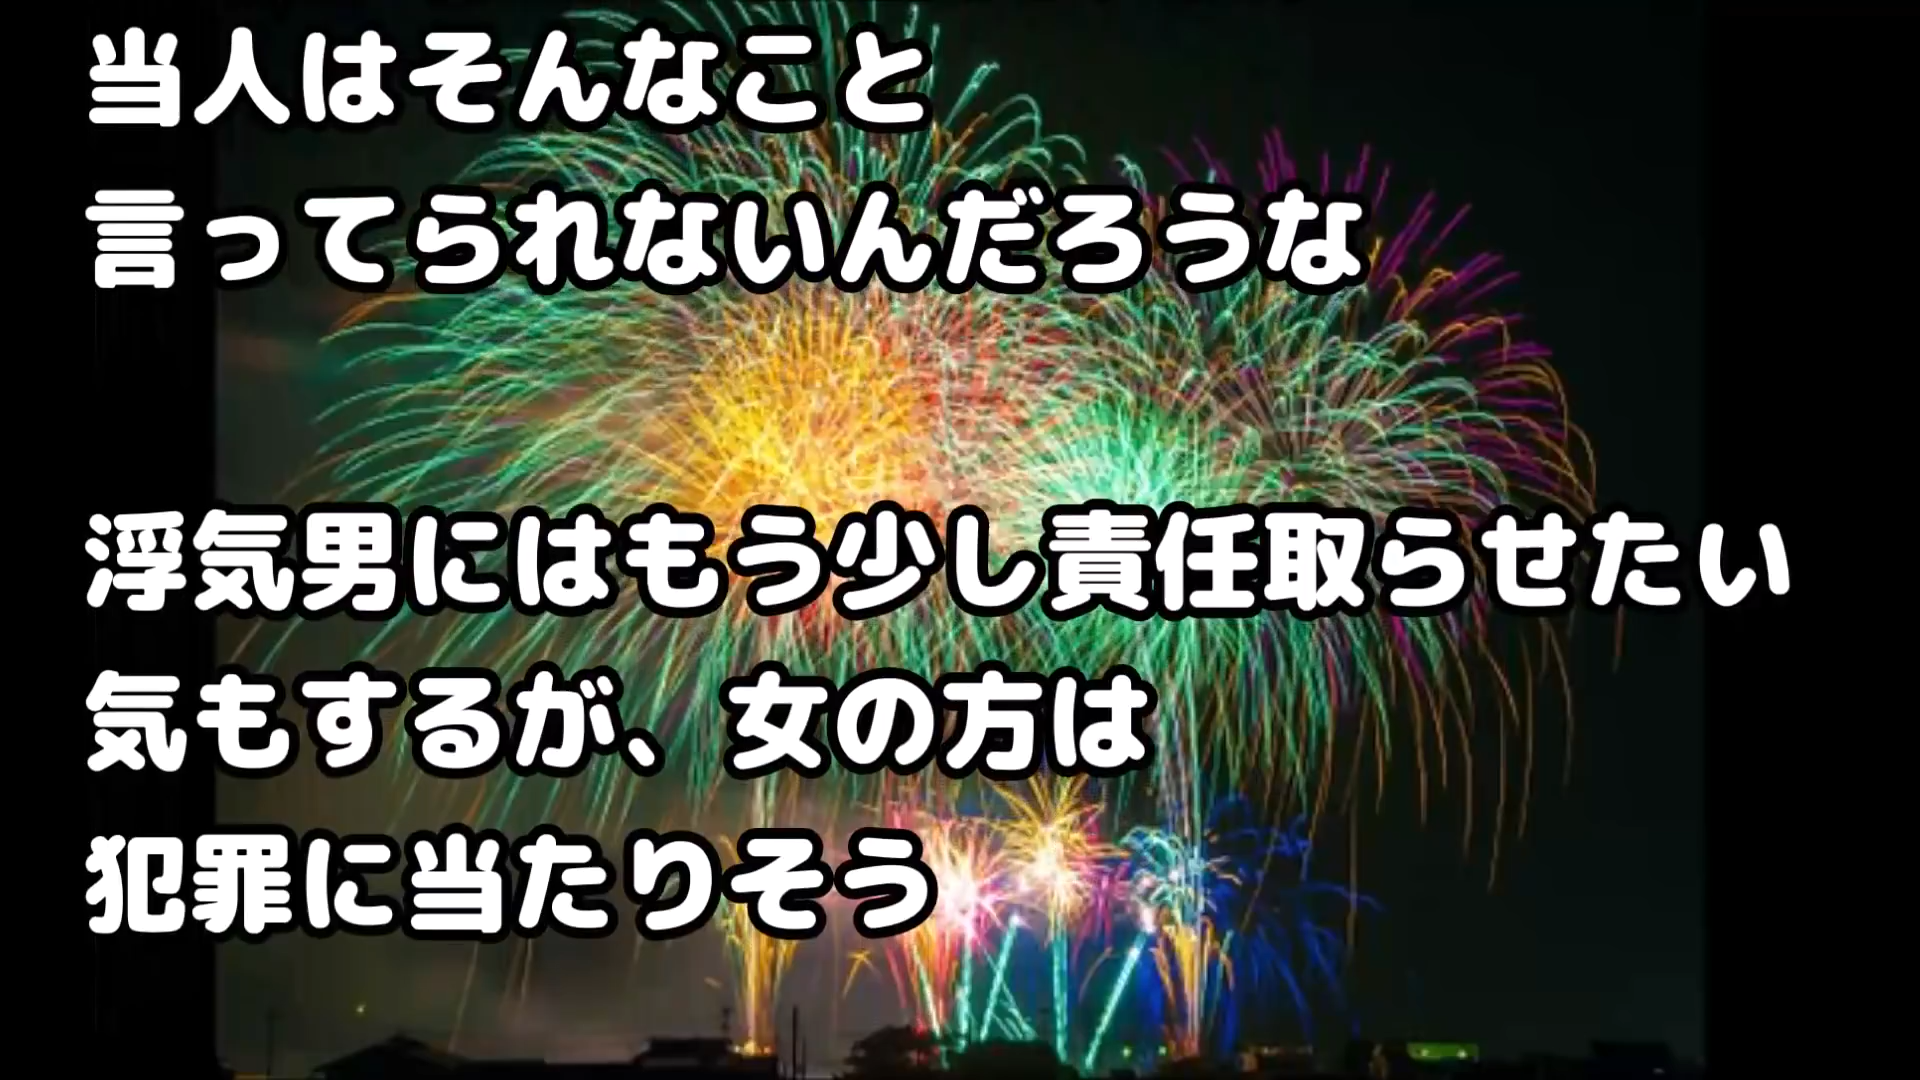 当人はそんなこと
言ってられないんだろうな
浮気男にはもう少し責任取らせたい
気もするが、女の方は
犯罪に当たりそう